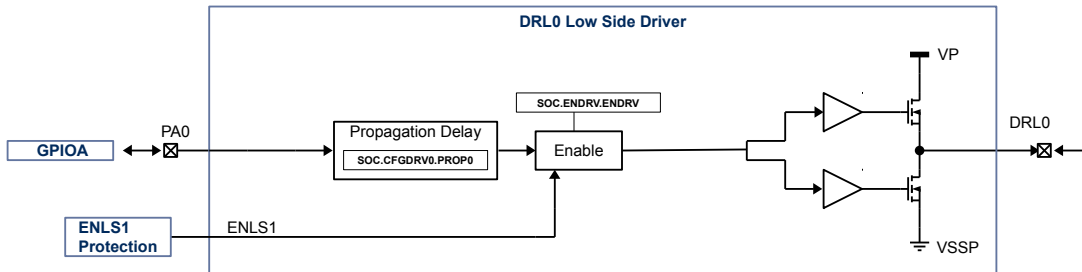 DRL0 Low Side Driver
VP
SOC.ENDRV.ENDRV
PA0
Propagation Delay
DRL0
GPIOA
SOC.CFGDRV0.PROP0
Enable
ENLS1
Protection
ENLS1
VSSP